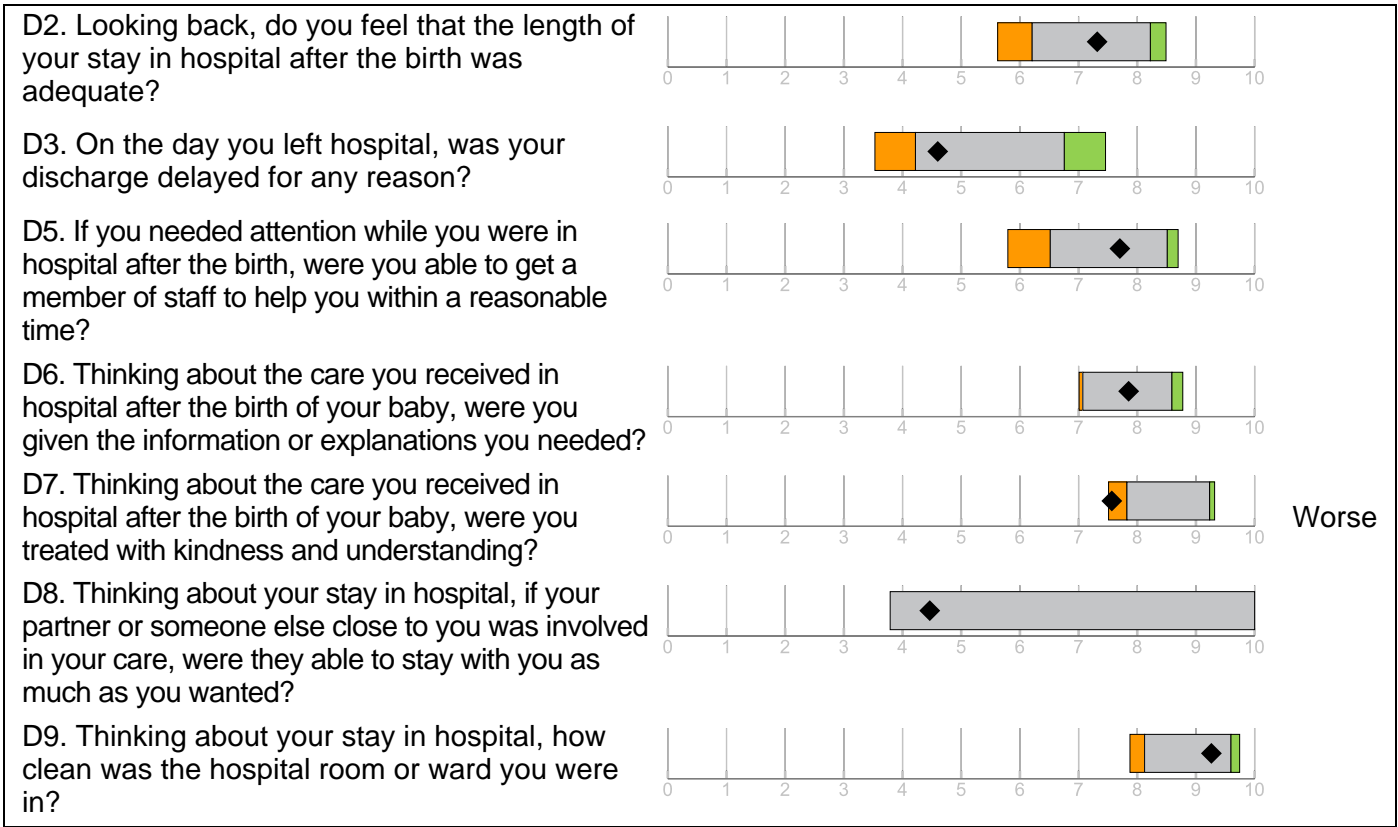 D2. Looking back, do you feel that the length of
your stay in hospital after the birth was
adequate?
0 1 2 3 4 5 6 7 8 9 10
D3. On the day you left hospital, was your
discharge delayed for any reason?
0 1 2 3 4 5 6 7 8 9 10
D5. If you needed attention while you were in
hospital after the birth, were you able to get a
member of staff to help you within a reasonable
time?
0 1 2 3 4 5 6 7 8 9 10
D6. Thinking about the care you received in
hospital after the birth of your baby, were you
given the information or explanations you needed?
0 1 2 3 4 5 6 7 8 9 10
D7. Thinking about the care you received in
hospital after the birth of your baby, were you
treated with kindness and understanding?
0 1 2 3 4 5 6 7 8 9 10
Worse
D8. Thinking about your stay in hospital, if your
partner or someone else close to you was involved
in your care, were they able to stay with you as
much as you wanted?
0 1 2 3 4 5 6 7 8 9 10
D9. Thinking about your stay in hospital, how
clean was the hospital room or ward you were
in?
0 1 2 3 4 5 6 7 8 9 10